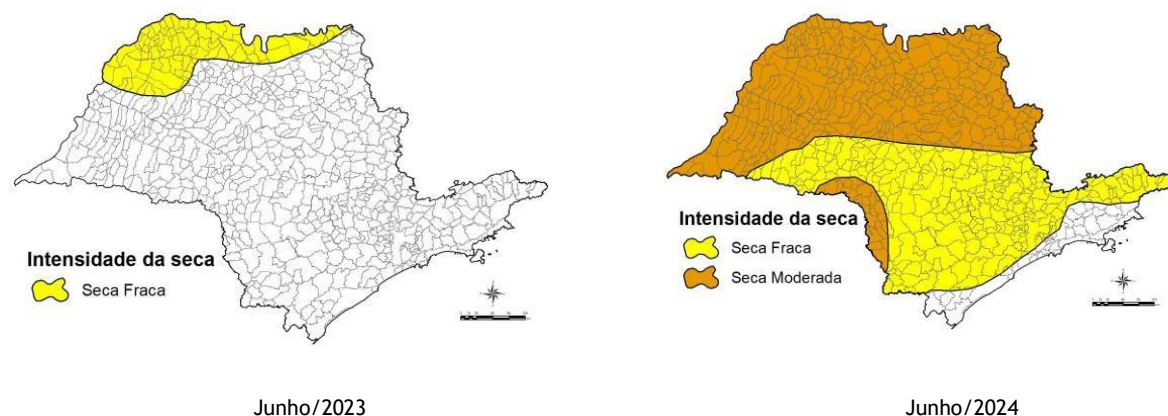 Intensidade da seca
Seca Fraca
Junho/2023
Intensidade da seca
Seca Fraca
Seca Moderada
Junho/2024